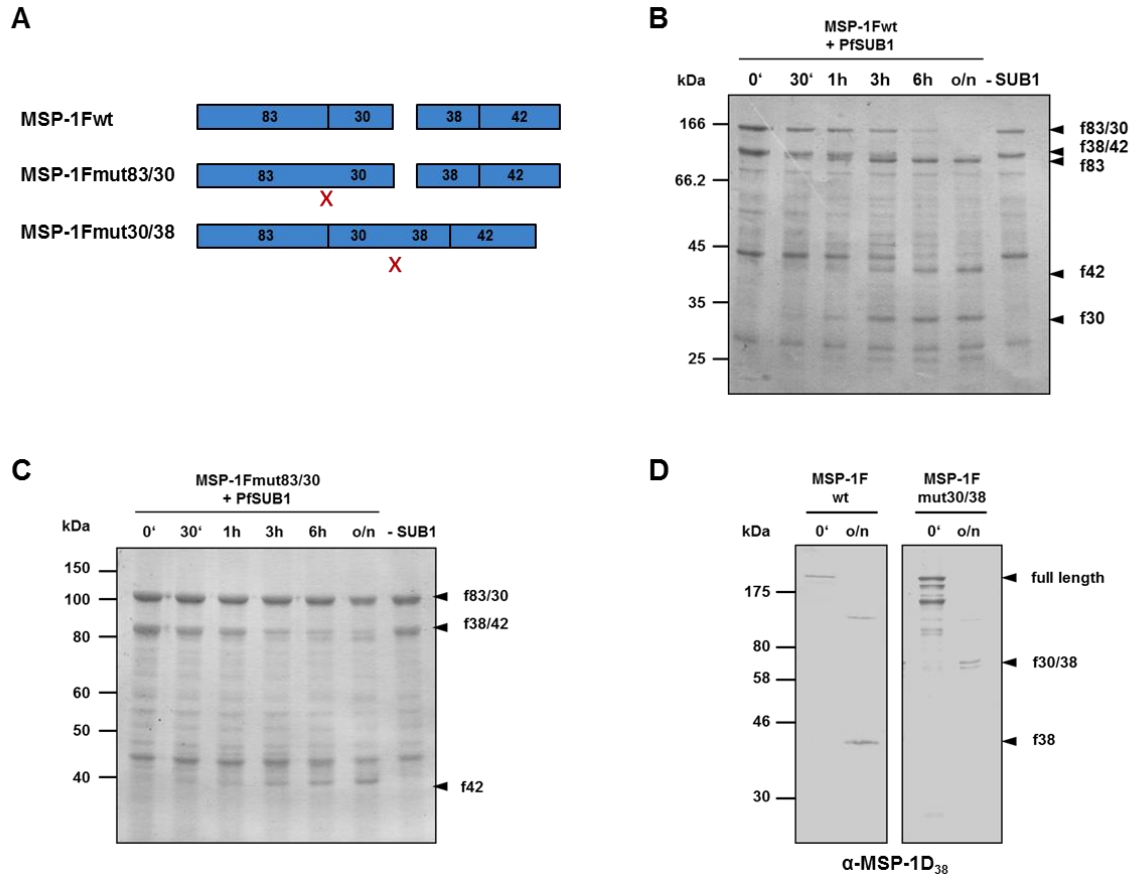 A
MSP-1Fwt
83 30 38 42
MSP-1Fmut83/30
83 30 38 42
X
MSP-1Fmut30/38
83 30 38 42
X
B
MSP-1Fwt
+ PfSUB1
kDa 0‘ 30‘ 1h 3h 6h o/n - SUB1
166
66.2
45
35
25
f83/30
f38/42
f83
f42
f30
C
MSP-1Fmut83/30
+ PfSUB1
kDa 0‘ 30‘ 1h 3h 6h o/n - SUB1
150
100
80
60
50
40
f83/30
f38/42
f42
D
MSP-1F
wt
MSP-1F
mut30/38
kDa 0‘ o/n 0‘ o/n
175
80
58
46
30
full length
f30/38
f38
α-MSP-1D₃₈